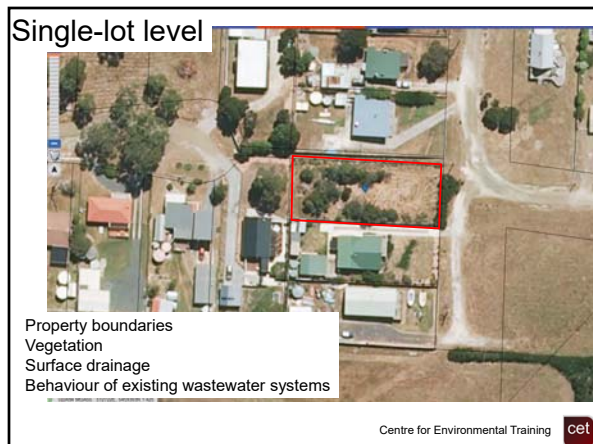 Single-lot level
Property boundaries
Vegetation
Surface drainage
Behaviour of existing wastewater systems
Centre for Environmental Training
cet